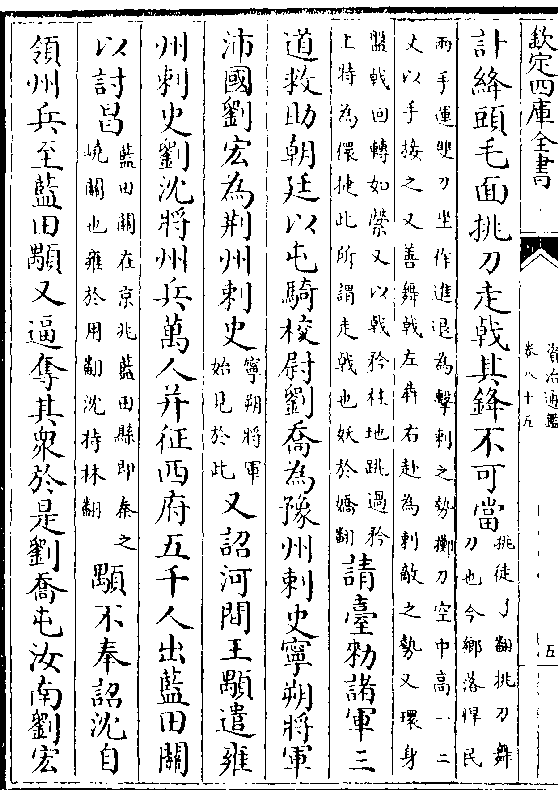 欽定四庫全書
資治通鑑
卷八十五
五
計絳頭毛面挑刀走㦸其鋒不可當挑徒了翻挑刀舞
刀也今鄉落悍民
兩手運雙刀坐作進退為擊刺之勢擲刀空中髙一二
丈以手接之又善舞㦸左犇右赴為刺敵之勢又環身
盤㦸回轉如縈又以㦸矜柱地跳過矜
上特為儇捷此所謂走㦸也妖於嬌翻請臺勑諸軍三
道救助朝廷以屯騎校尉劉喬為豫州刺史寧朔將軍
沛國劉宏為荆州刺史寧朔將軍
始見於此又詔河間王顒遣雍
州刺史劉沈將州兵萬人并征西府五千人出藍田關
以討昌藍田關在京兆藍田縣即秦之
嶢關也雍於用翻沈持林翻顒不奉詔沈自
領州兵至藍田顒又逼奪其衆於是劉喬屯汝南劉宏